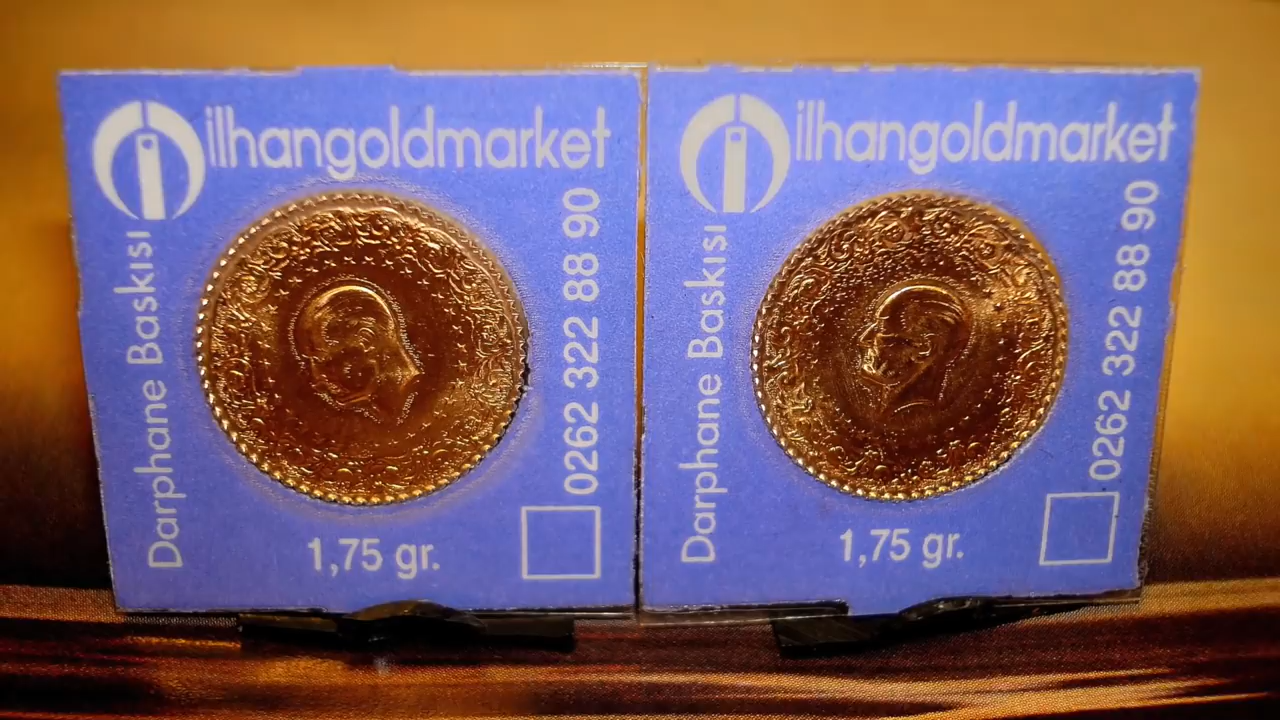 ilhangoldmarket
Darphane Baskısı
0262 322 88 90
1,75 gr.
ilhangoldmarket
Darphane Baskısı
0262 322 88 90
1,75 gr.